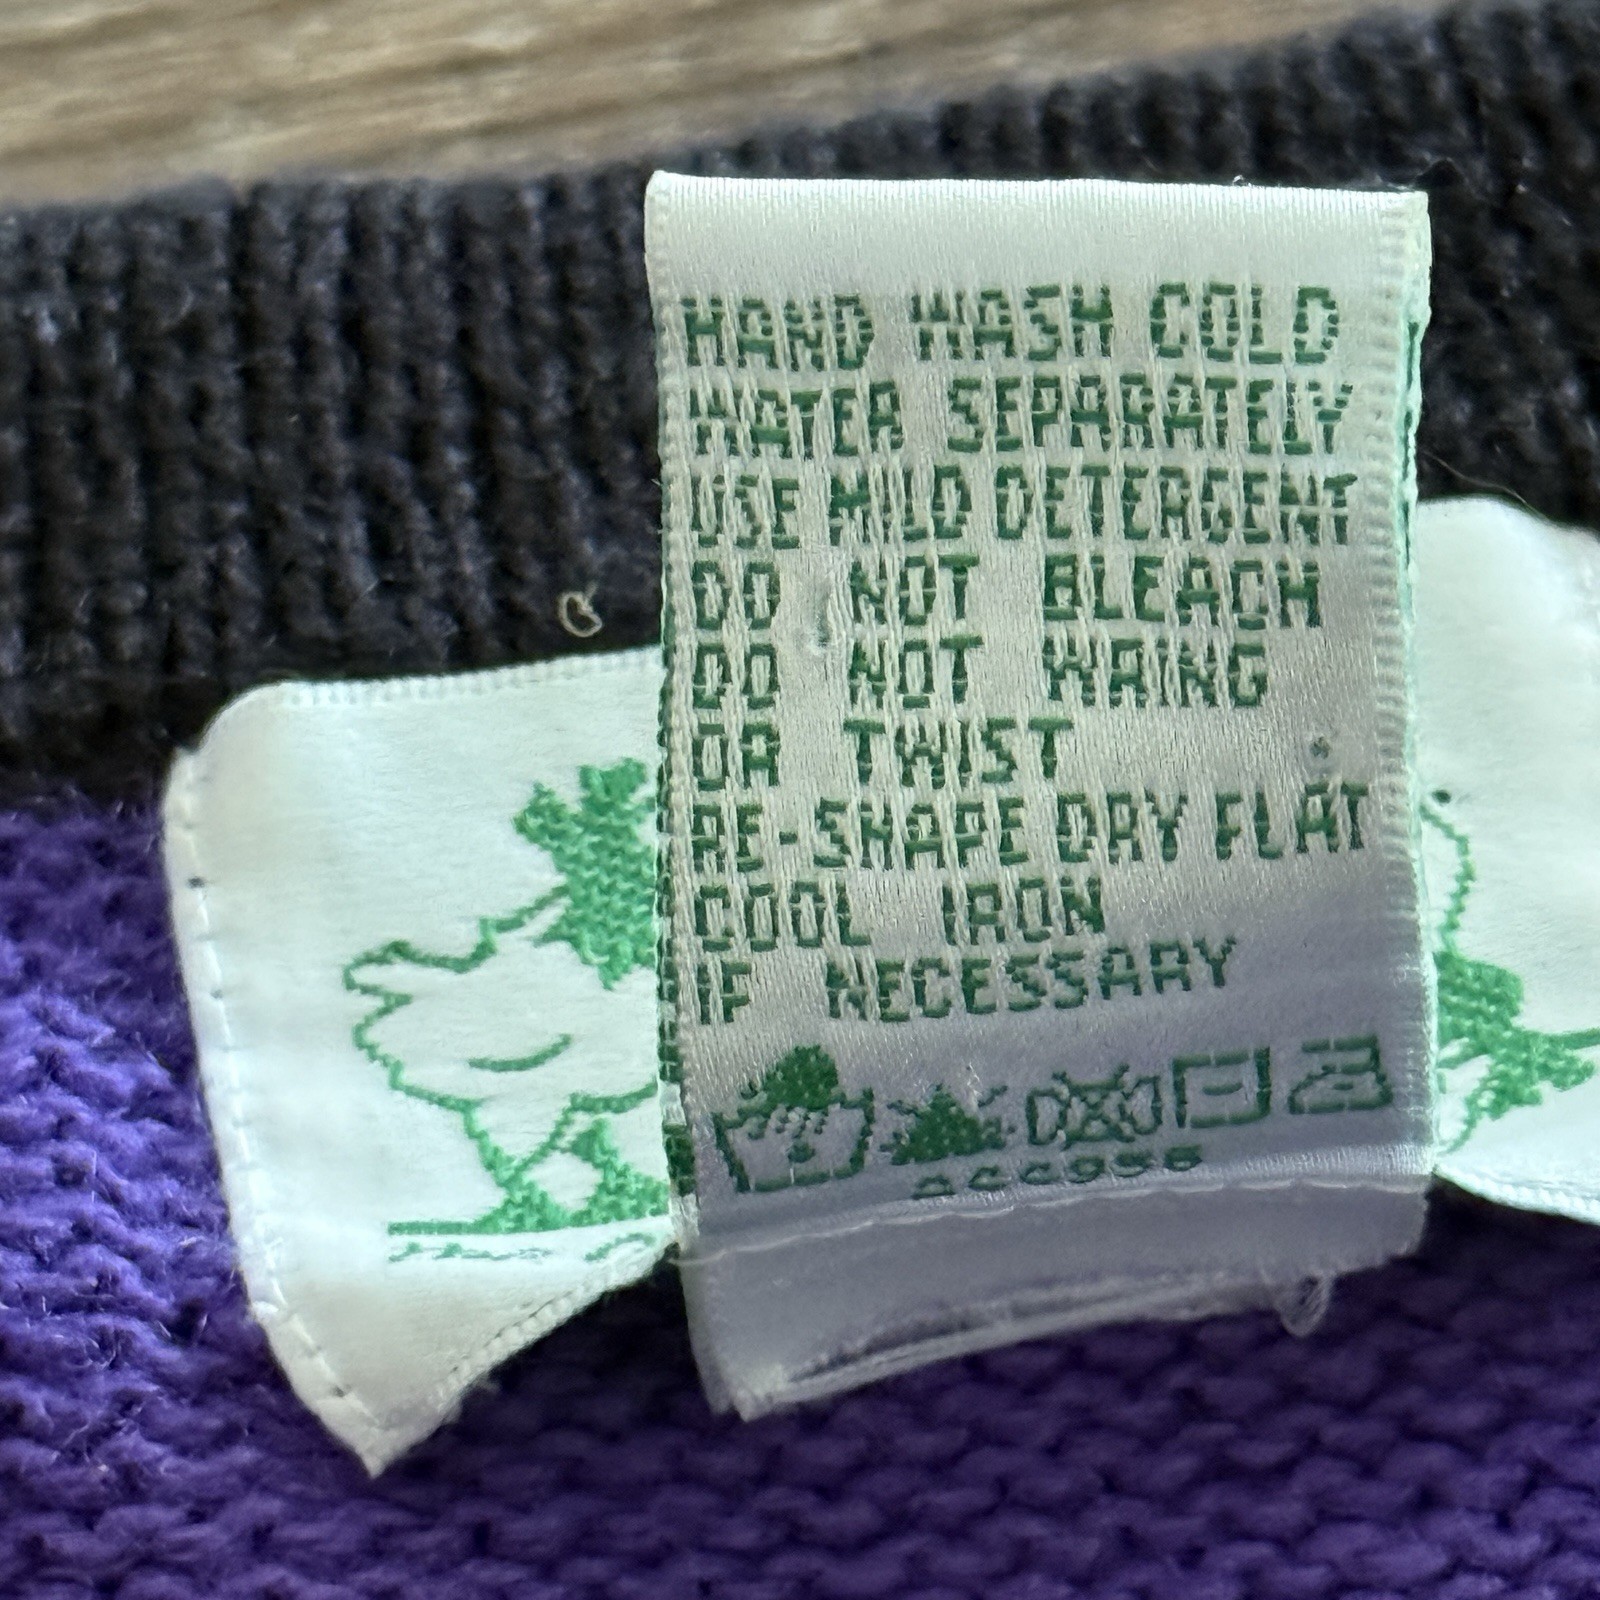 HAND WASH COLD
WATER SEPARATELY
USE MILD DETERGENT
DO NOT BLEACH
DO NOT WRING
OR TWIST
RE-SHAPE DRY FLAT
COOL IRON
IF NECESSARY